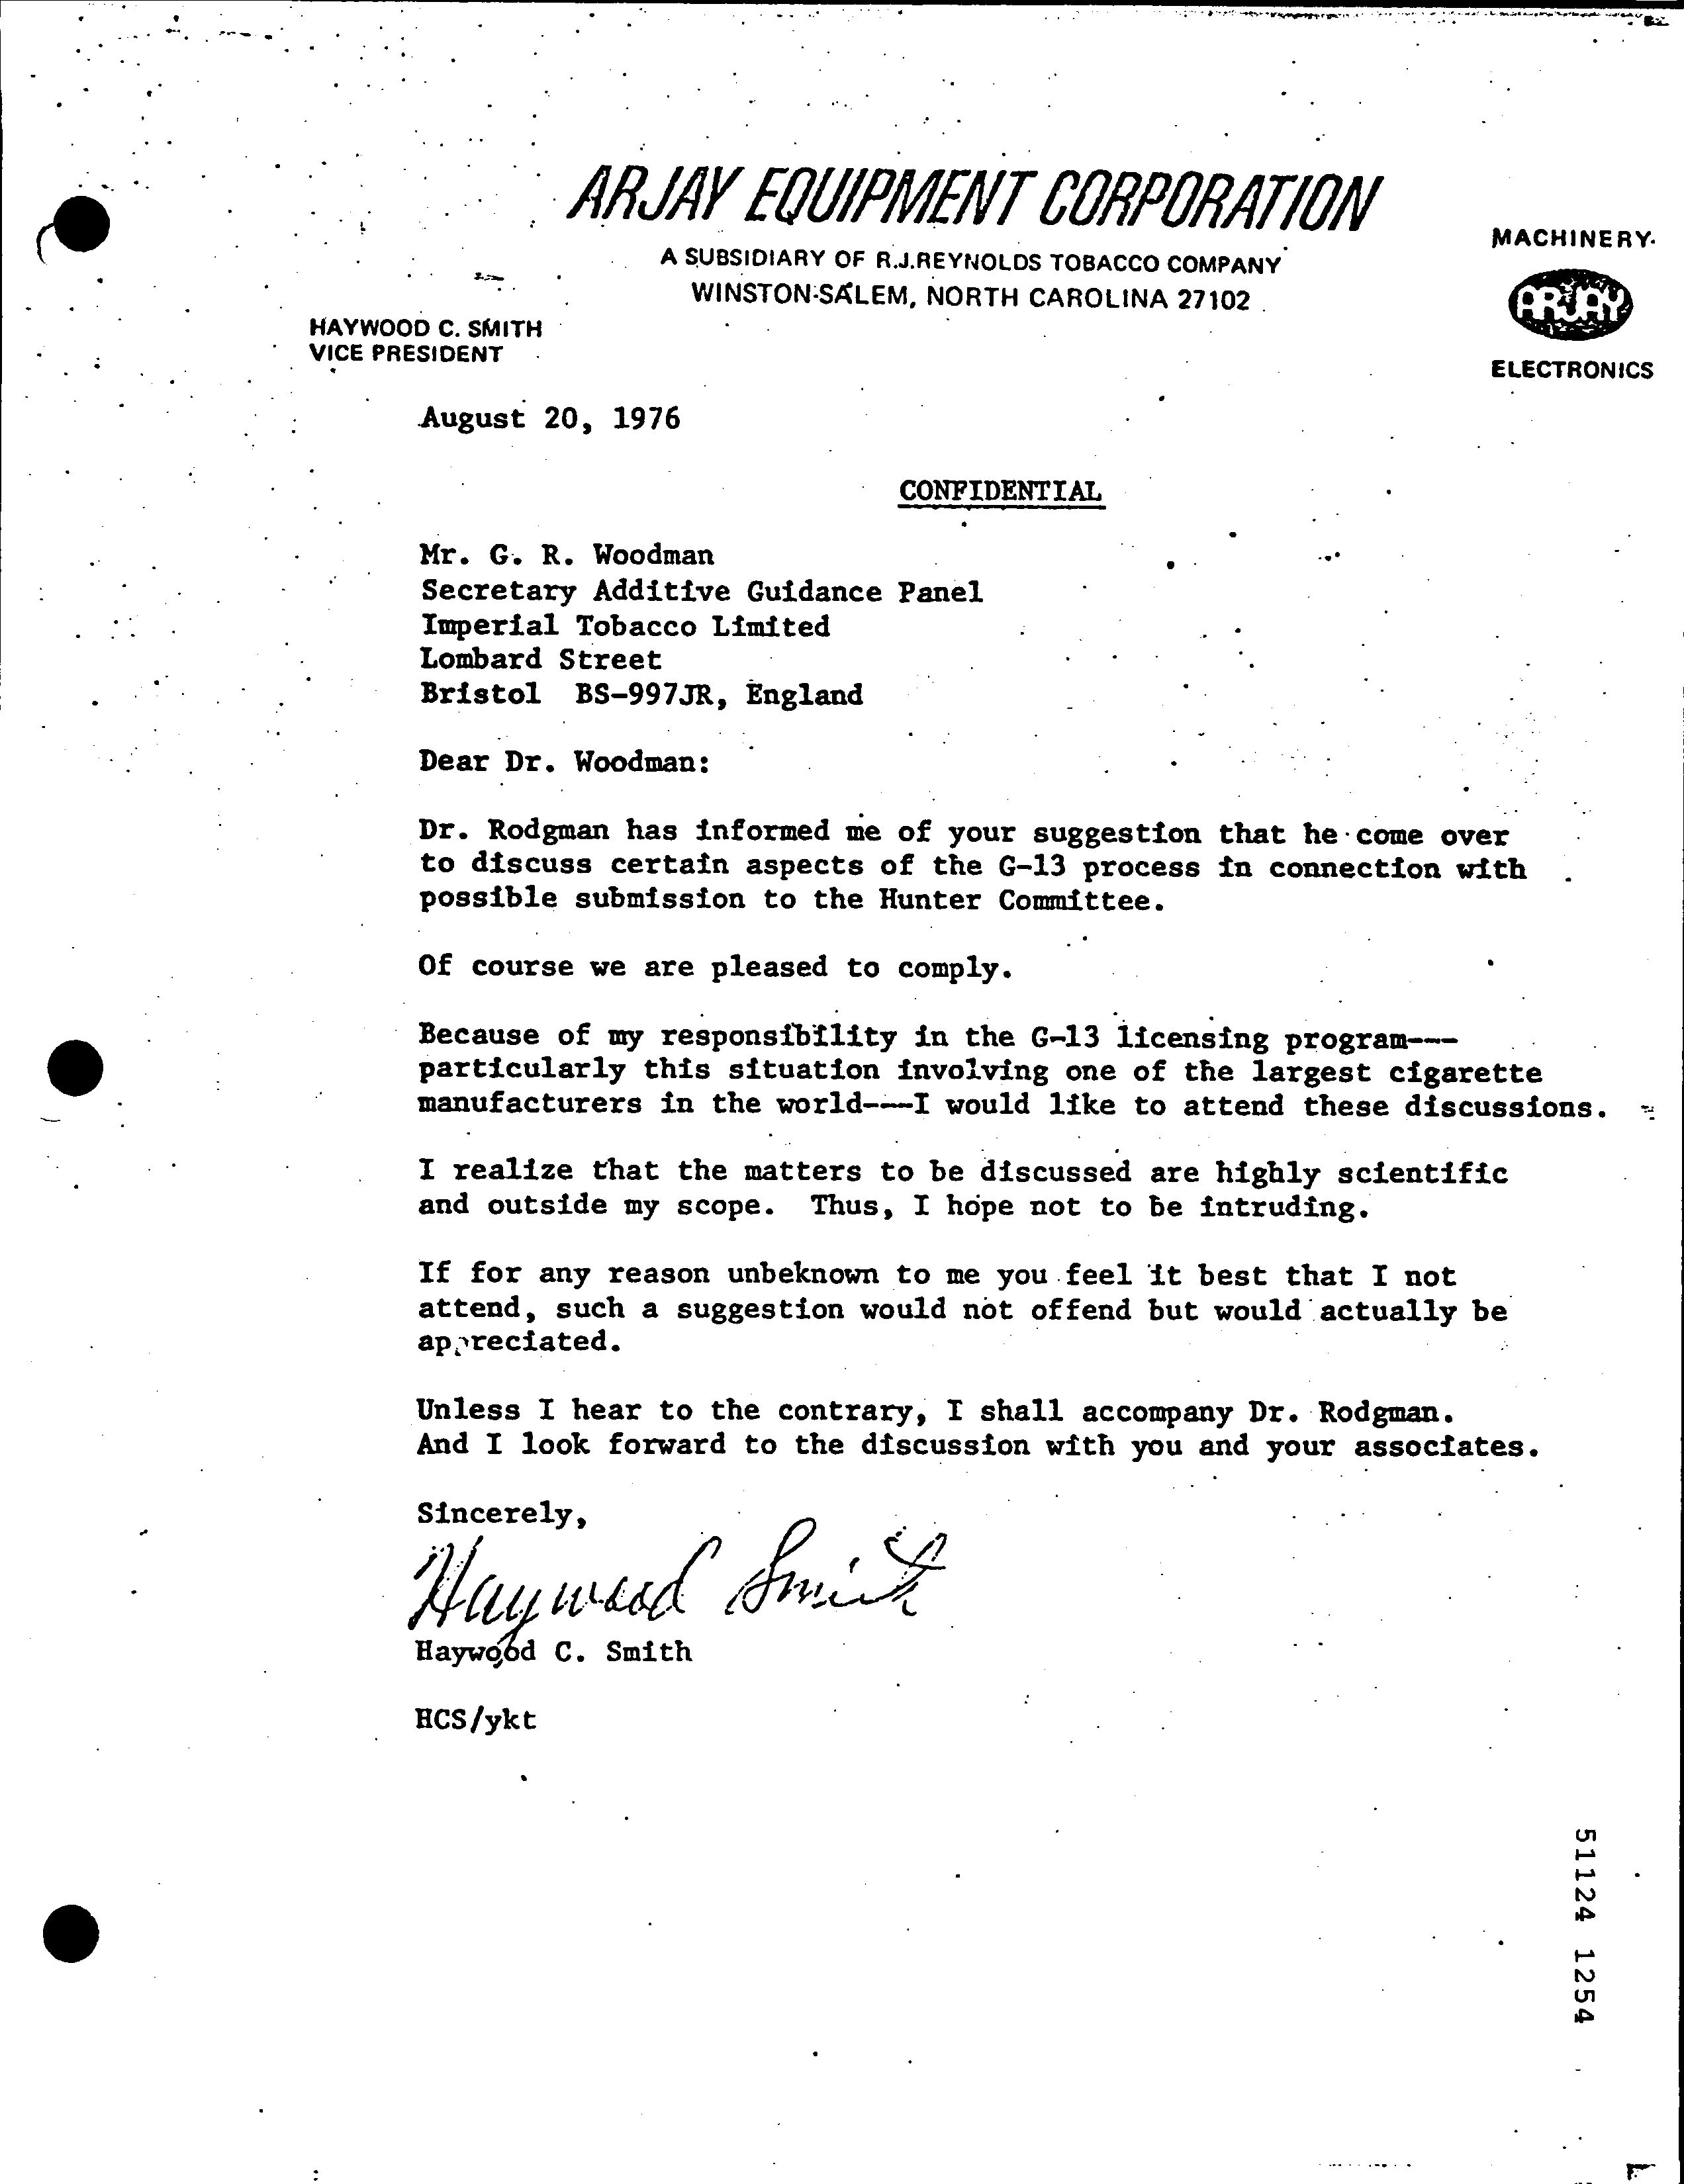 ARJAY EQUIPMENT CORPORATION
A SUBSIDIARY OF R.J.REYNOLDS TOBACCO COMPANY
WINSTON-SALEM, NORTH CAROLINA 27102
MACHINERY
ARJAY
ELECTRONICS
HAYWOOD C. SMITH
VICE PRESIDENT
August 20, 1976
CONFIDENTIAL
Mr. G. R. Woodman
Secretary Additive Guidance Panel
Imperial Tobacco Limited
Lombard Street
Bristol BS-997JR, England
Dear Dr. Woodman:
Dr. Rodgman has informed me of your suggestion that he come over
to discuss certain aspects of the G-13 process in connection with
possible submission to the Hunter Committee.
Of course we are pleased to comply.
Because of my responsibility in the G-13 licensing program---
particularly this situation involving one of the largest cigarette
manufacturers in the world---I would like to attend these discussions.
I realize that the matters to be discussed are highly scientific
and outside my scope. Thus, I hope not to be intruding.
If for any reason unbeknown to me you feel it best that I not
attend, such a suggestion would not offend but would actually be
appreciated.
Unless I hear to the contrary, I shall accompany Dr. Rodgman.
And I look forward to the discussion with you and your associates.
Sincerely,
Haywood Smith
Haywood C. Smith
HCS/ykt
51124 1254